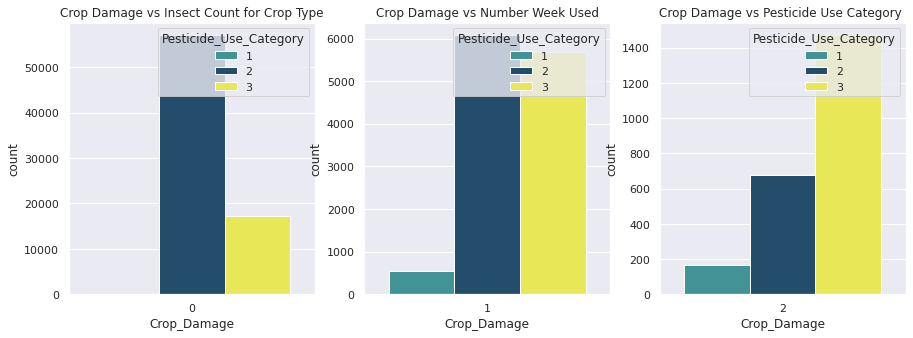 Crop Damage vs Insect Count for Crop Type
Pesticide_Use_Category
1
2
3
50000
40000
30000
20000
10000
0
count
0
Crop_Damage
Crop Damage vs Number Week Used
Pesticide_Use_Category
1
2
3
6000
5000
4000
3000
2000
1000
0
count
1
Crop_Damage
Crop Damage vs Pesticide Use Category
Pesticide_Use_Category
1
2
3
1400
1200
1000
800
600
400
200
0
count
2
Crop_Damage